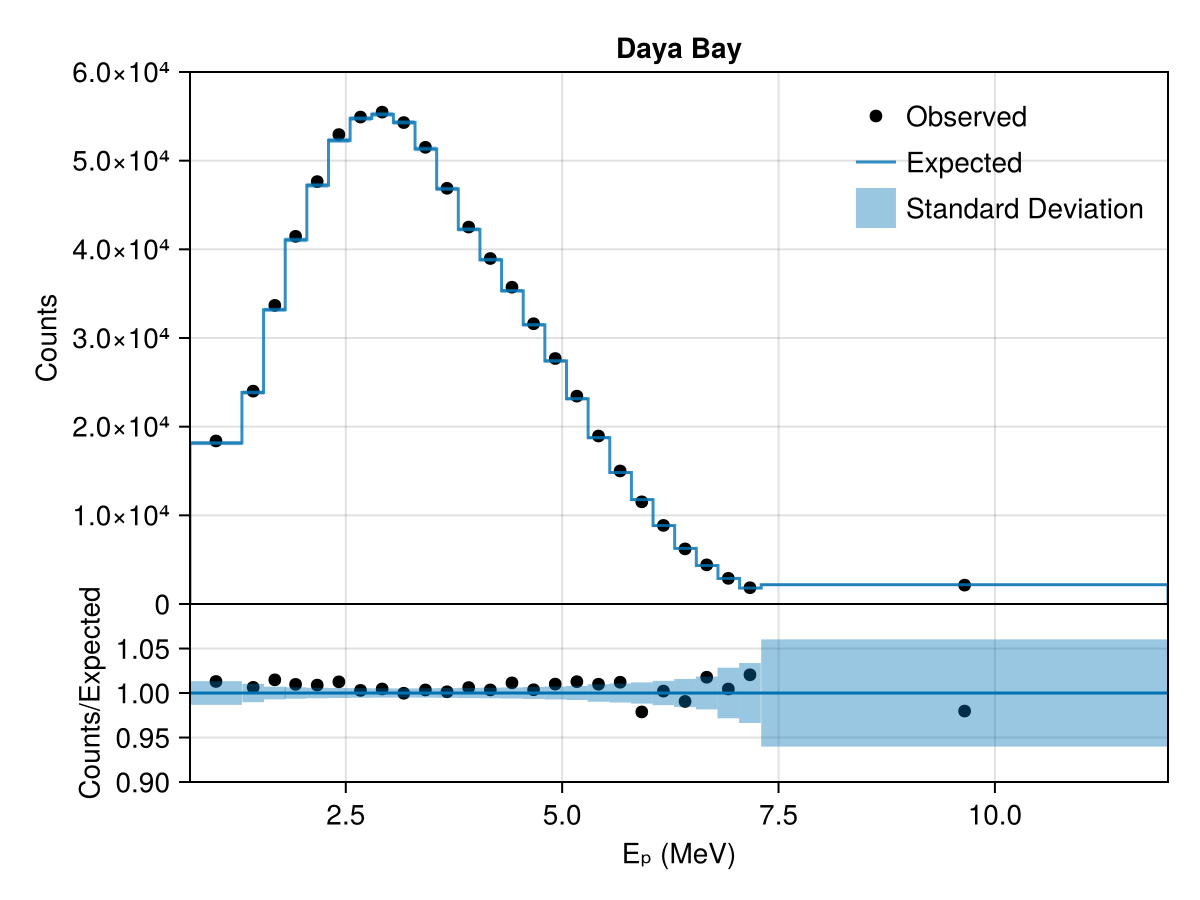 Daya Bay
6.0×10⁴
5.0×10⁴
4.0×10⁴
3.0×10⁴
2.0×10⁴
1.0×10⁴
0
Counts
Observed
Expected
Standard Deviation
1.05
1.00
0.95
0.90
Counts/Expected
2.5
5.0
7.5
10.0
Eₚ (MeV)